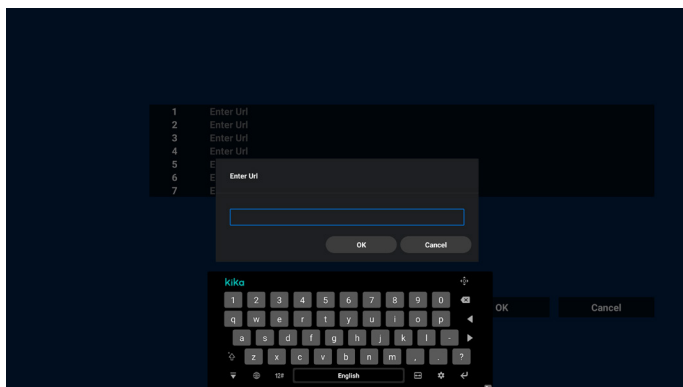 1 Enter Url
2 Enter Url
3 Enter Url
4 Enter Url
5 E
6 E
7 E
Enter Url
OK Cancel
kika
1 2 3 4 5 6 7 8 9 0
q w e r t y u i o p
a s d f g h j k l -
z x c v b n m , . ?
12# English
OK Cancel